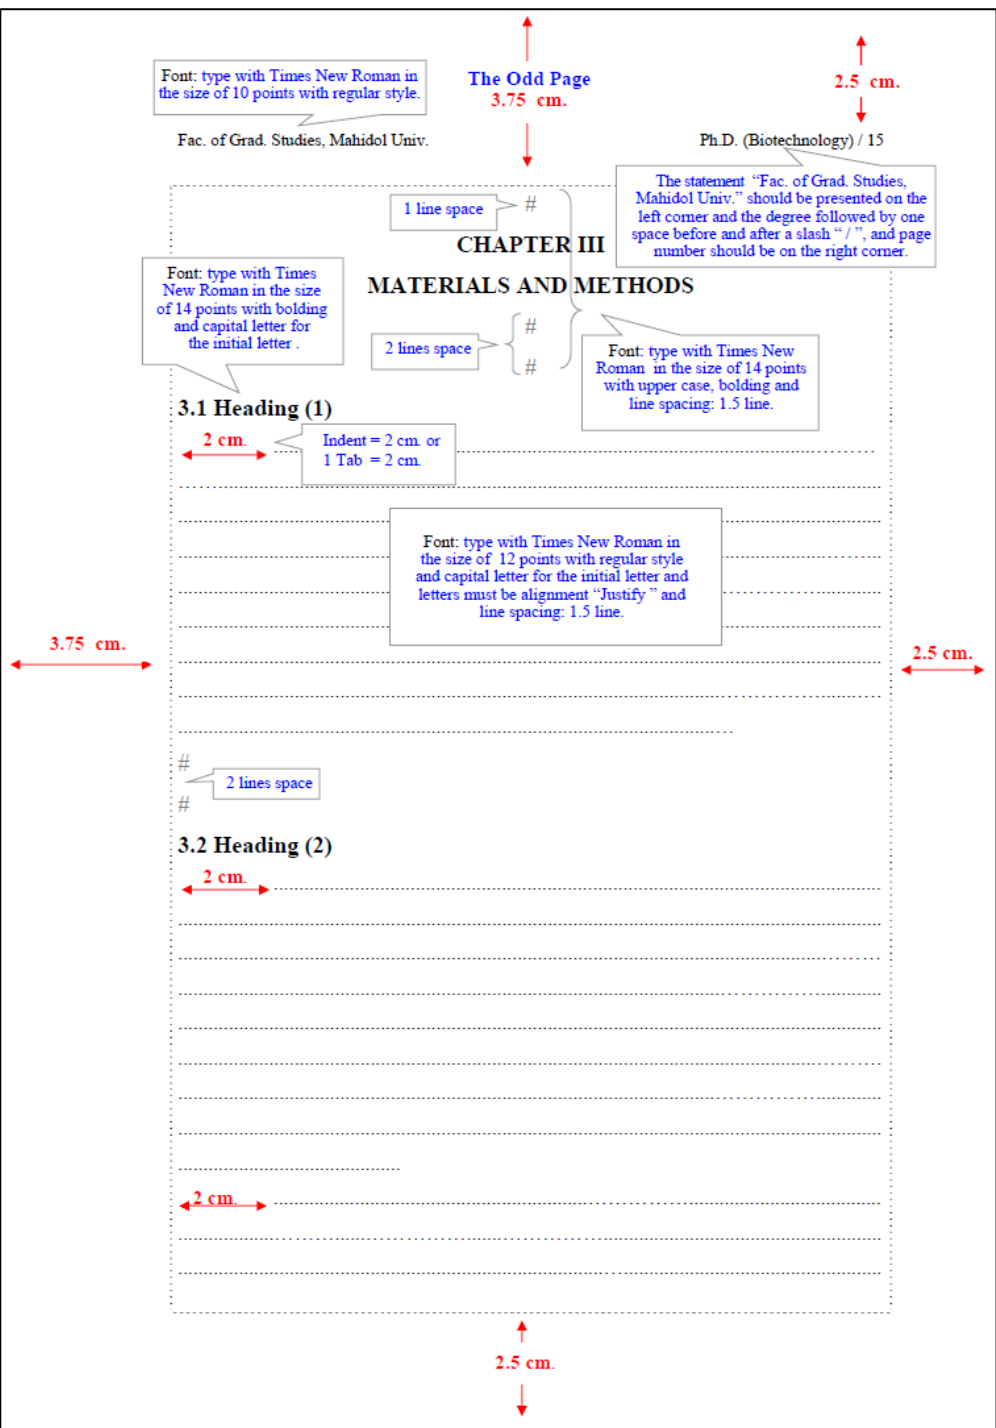 The Odd Page
3.75 cm.
2.5 cm.
Font: type with Times New Roman in
the size of 10 points with regular style.
Fac. of Grad. Studies, Mahidol Univ.
Ph.D. (Biotechnology) / 15
The statement “Fac. of Grad. Studies,
Mahidol Univ.” should be presented on the
left corner and the degree followed by one
space before and after a slash “ / ”, and page
number should be on the right corner.
1 line space
#
CHAPTER III
MATERIALS AND METHODS
Font: type with Times
New Roman in the size
of 14 points with bolding
and capital letter for
the initial letter .
2 lines space
#
#
Font: type with Times New
Roman in the size of 14 points
with upper case, bolding and
line spacing: 1.5 line.
3.1 Heading (1)
2 cm.
Indent = 2 cm. or
1 Tab = 2 cm.
Font: type with Times New Roman in
the size of 12 points with regular style
and capital letter for the initial letter and
letters must be alignment “Justify ” and
line spacing: 1.5 line.
3.75 cm.
2.5 cm.
#
2 lines space
#
3.2 Heading (2)
2 cm.
2 cm.
2.5 cm.